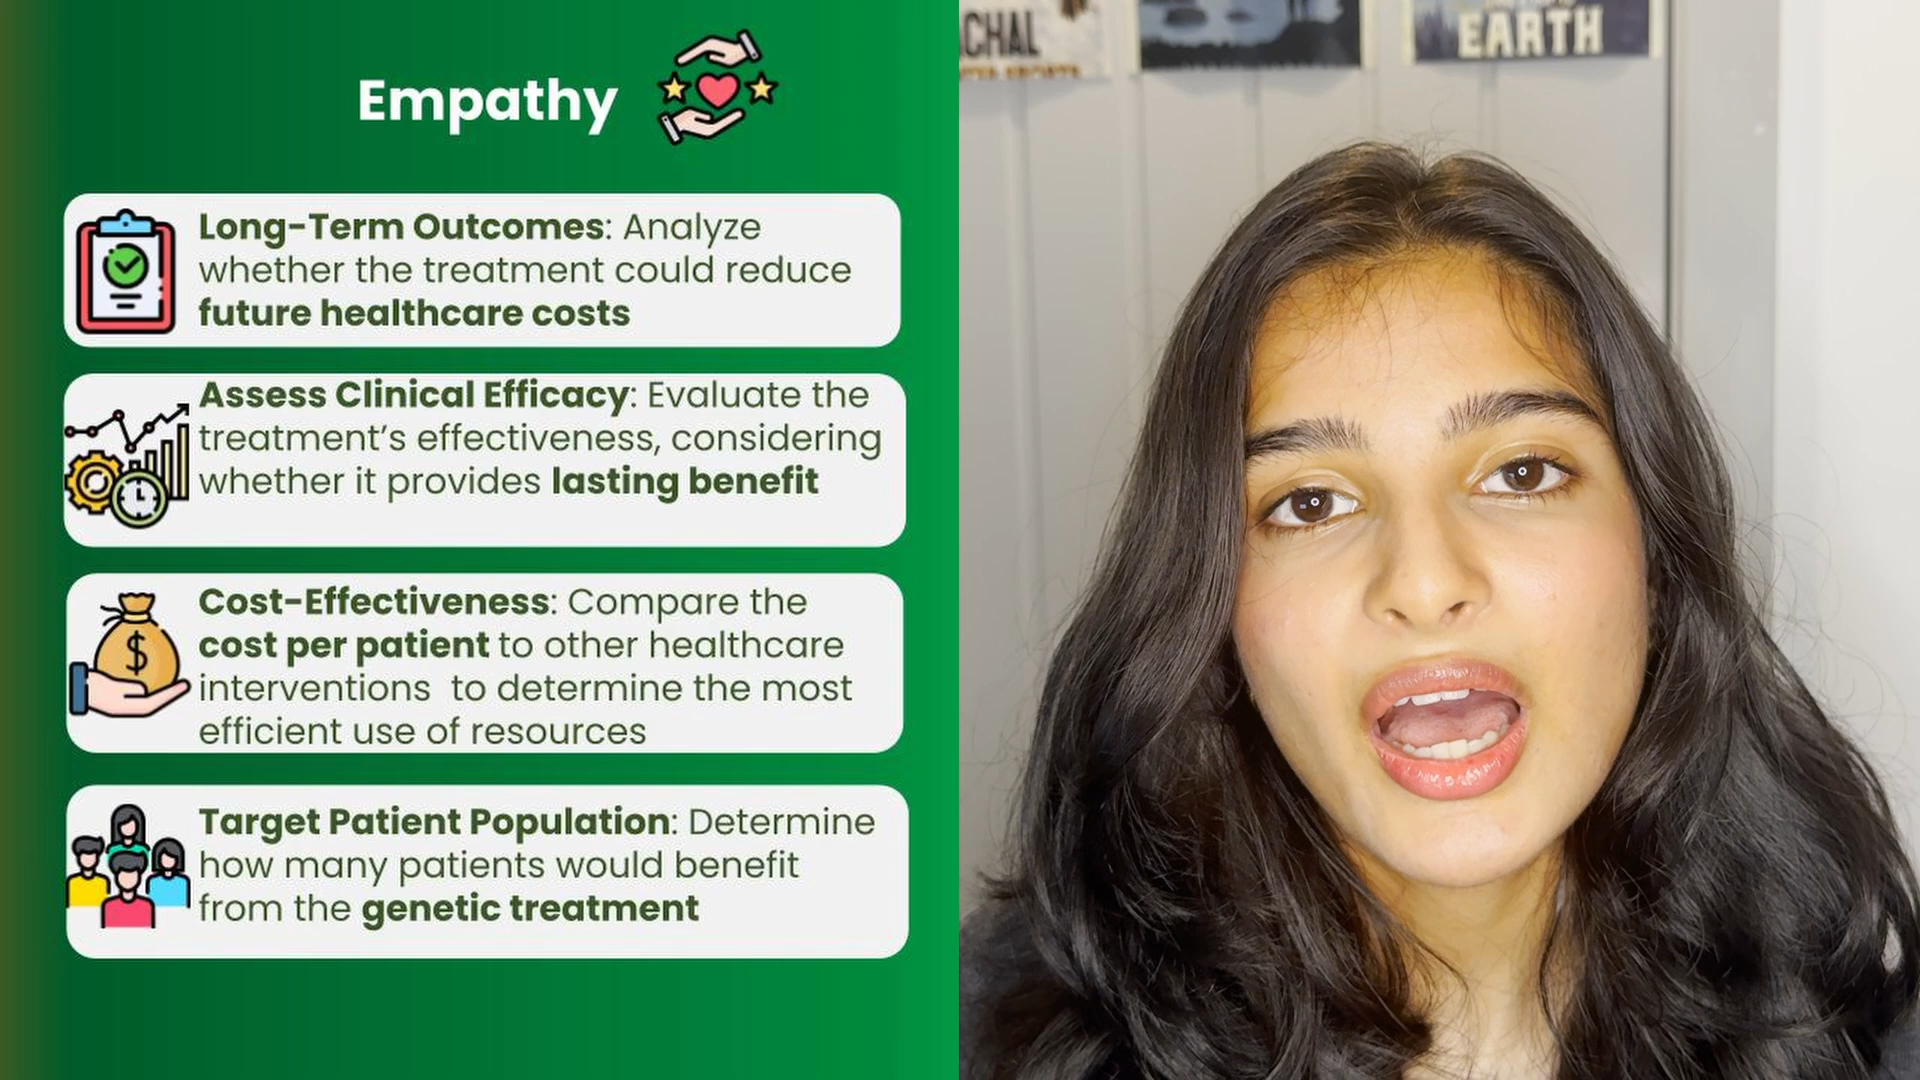 Empathy
Long-Term Outcomes: Analyze
whether the treatment could reduce
future healthcare costs
Assess Clinical Efficacy: Evaluate the
treatment's effectiveness, considering
whether it provides lasting benefit
$
Cost-Effectiveness: Compare the
cost per patient to other healthcare
interventions  to determine the most
efficient use of resources
Target Patient Population: Determine
how many patients would benefit
from the genetic treatment
CHAL
EARTH